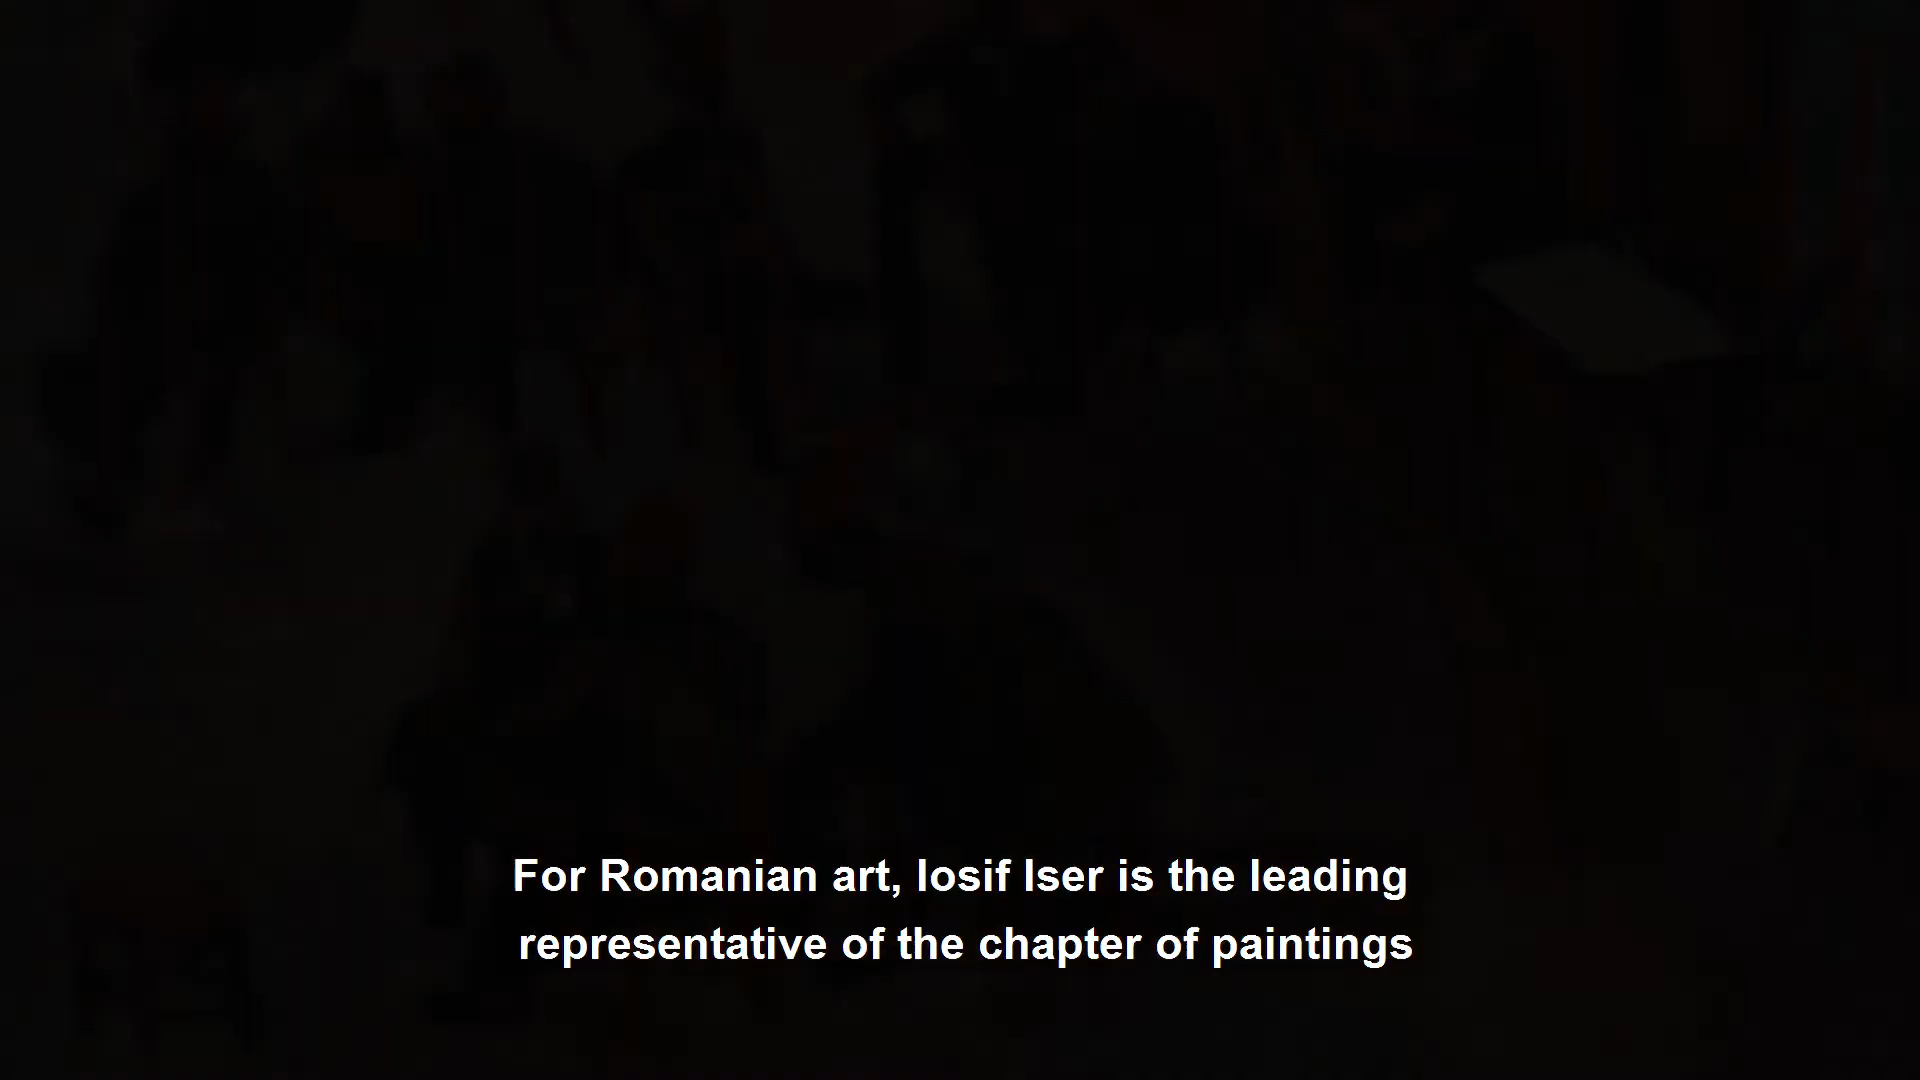 For Romanian art, Iosif Iser is the leading
representative of the chapter of paintings